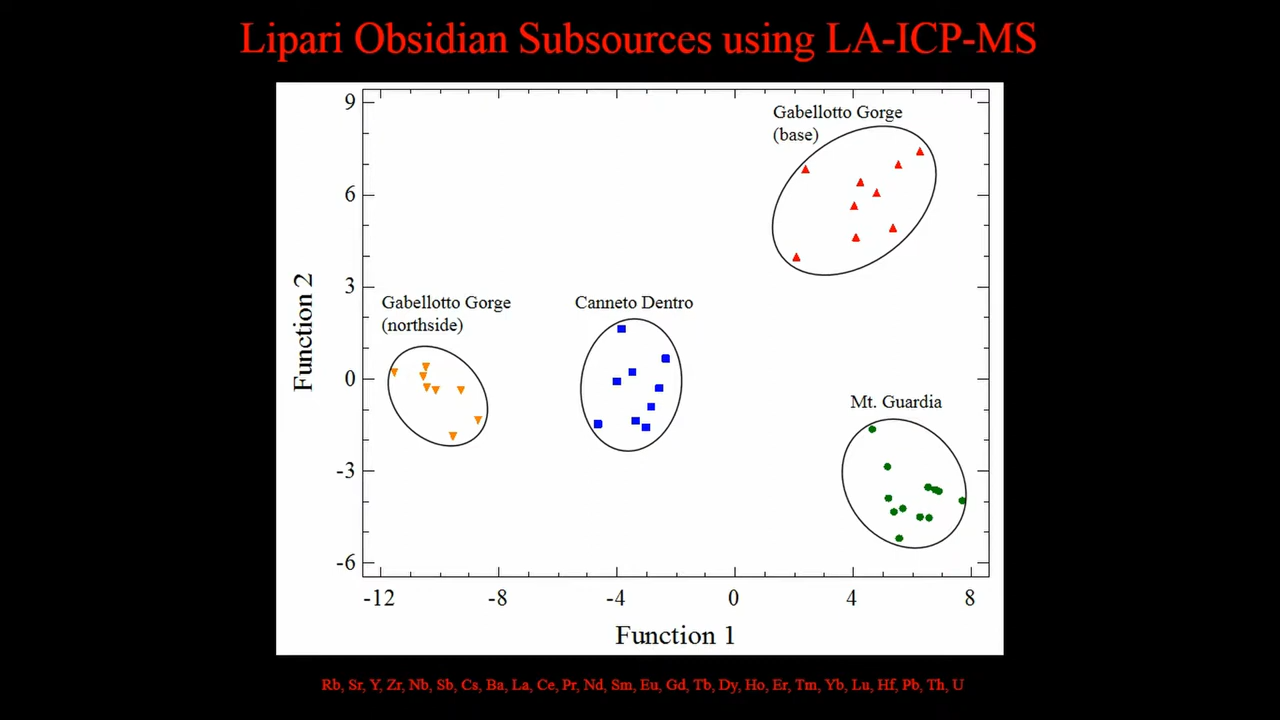 Lipari Obsidian Subsources using LA-ICP-MS
Gabellotto Gorge
(base)
Gabellotto Gorge
(northside)
Canneto Dentro
Mt. Guardia
Function 2
9
6
3
0
-3
-6
-12
-8
-4
0
4
8
Function 1
Rb, Sr, Y, Zr, Nb, Sb, Cs, Ba, La, Ce, Pr, Nd, Sm, Eu, Gd, Tb, Dy, Ho, Er, Tm, Yb, Lu, Hf, Pb, Th, U